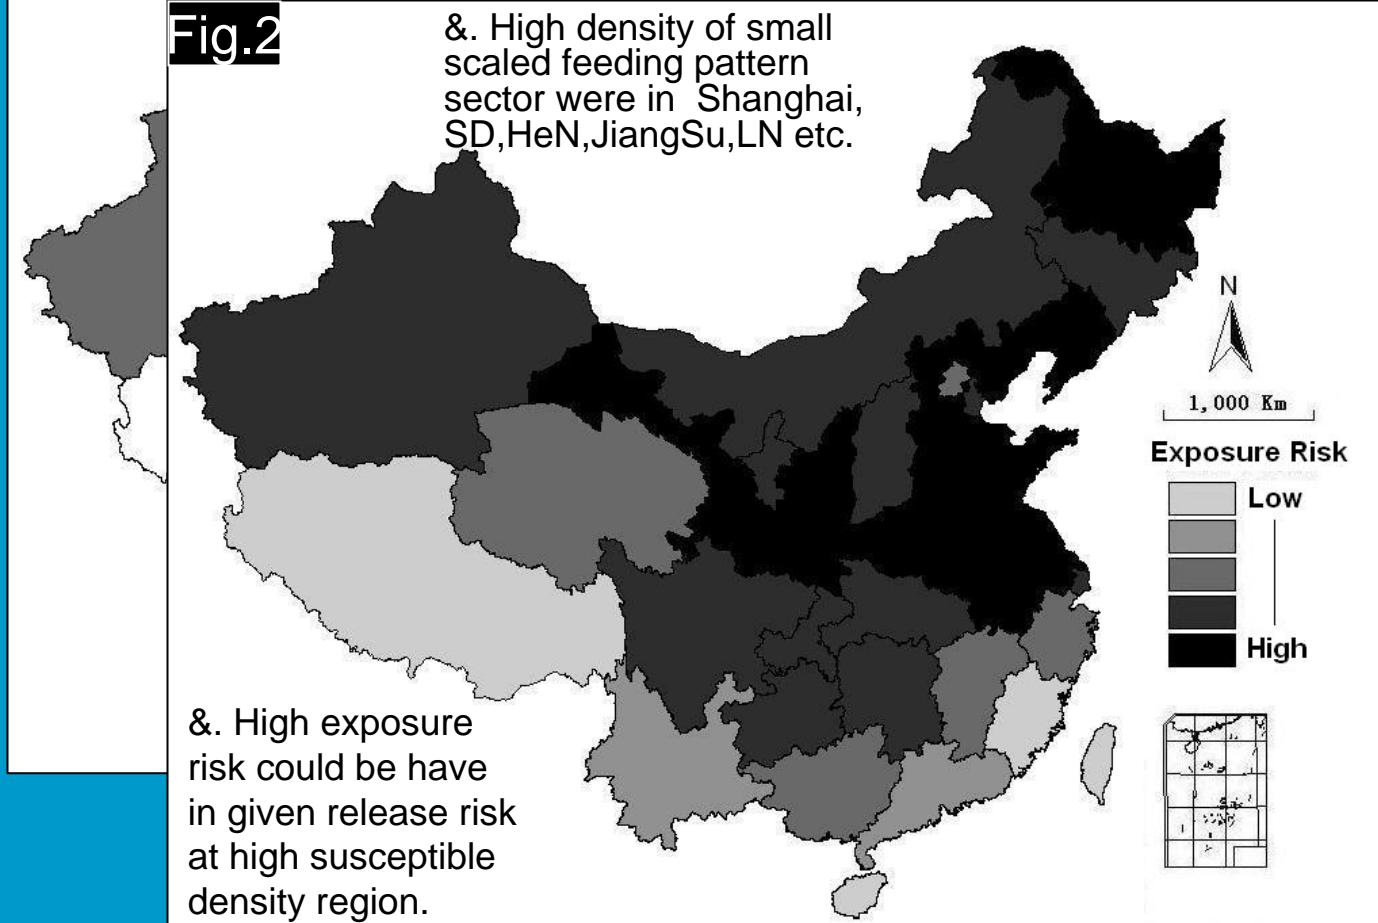 Fig.2
&. High density of small
scaled feeding pattern
sector were in  Shanghai,
SD,HeN,JiangSu,LN etc.
N
1,000 Km
Exposure Risk
Low
High
&. High exposure
risk could be have
in given release risk
at high susceptible
density region.